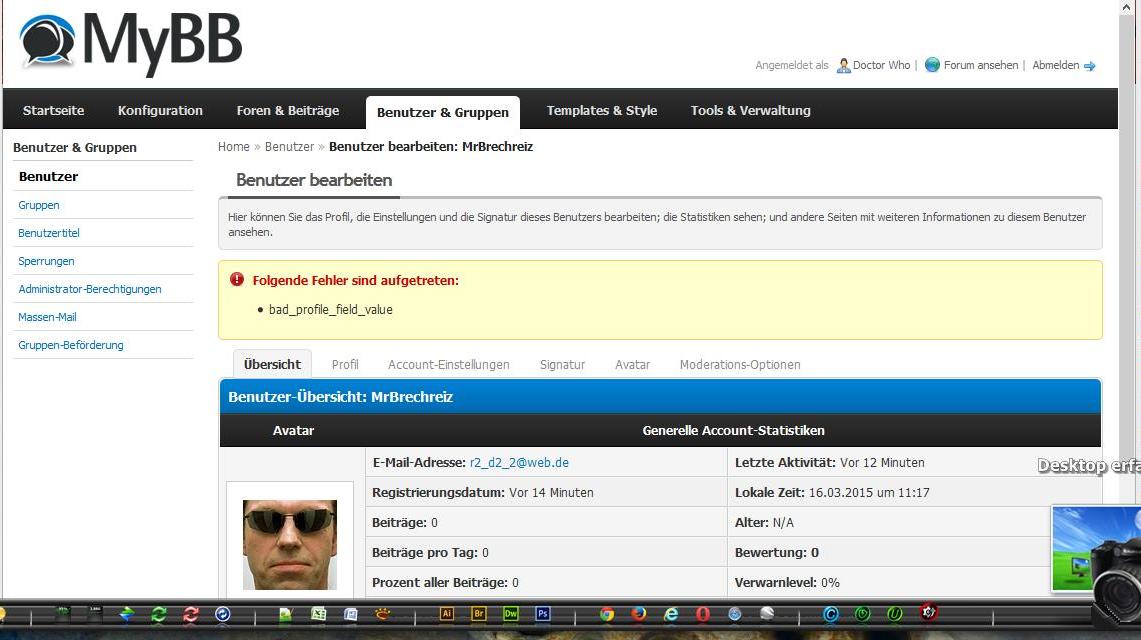 MyBB
Angemeldet als Doctor Who | Forum ansehen | Abmelden
Startseite Konfiguration Foren & Beiträge Benutzer & Gruppen Templates & Style Tools & Verwaltung
Benutzer & Gruppen
Benutzer
Gruppen
Benutzertitel
Sperrungen
Administrator-Berechtigungen
Massen-Mail
Gruppen-Beförderung
Home » Benutzer » Benutzer bearbeiten: MrBrechreiz
Benutzer bearbeiten
Hier können Sie das Profil, die Einstellungen und die Signatur dieses Benutzers bearbeiten; die Statistiken sehen; und andere Seiten mit weiteren Informationen zu diesem Benutzer
ansehen.
Folgende Fehler sind aufgetreten:
• bad_profile_field_value
Übersicht Profil Account-Einstellungen Signatur Avatar Moderations-Optionen
Benutzer-Übersicht: MrBrechreiz
Avatar Generelle Account-Statistiken
E-Mail-Adresse: r2_d2_2@web.de Letzte Aktivität: Vor 12 Minuten
Registrierungsdatum: Vor 14 Minuten Lokale Zeit: 16.03.2015 um 11:17
Beiträge: 0 Alter: N/A
Beiträge pro Tag: 0 Bewertung: 0
Prozent aller Beiträge: 0 Verwarnlevel: 0%
Desktop erfa
Ai Br Dw Ps